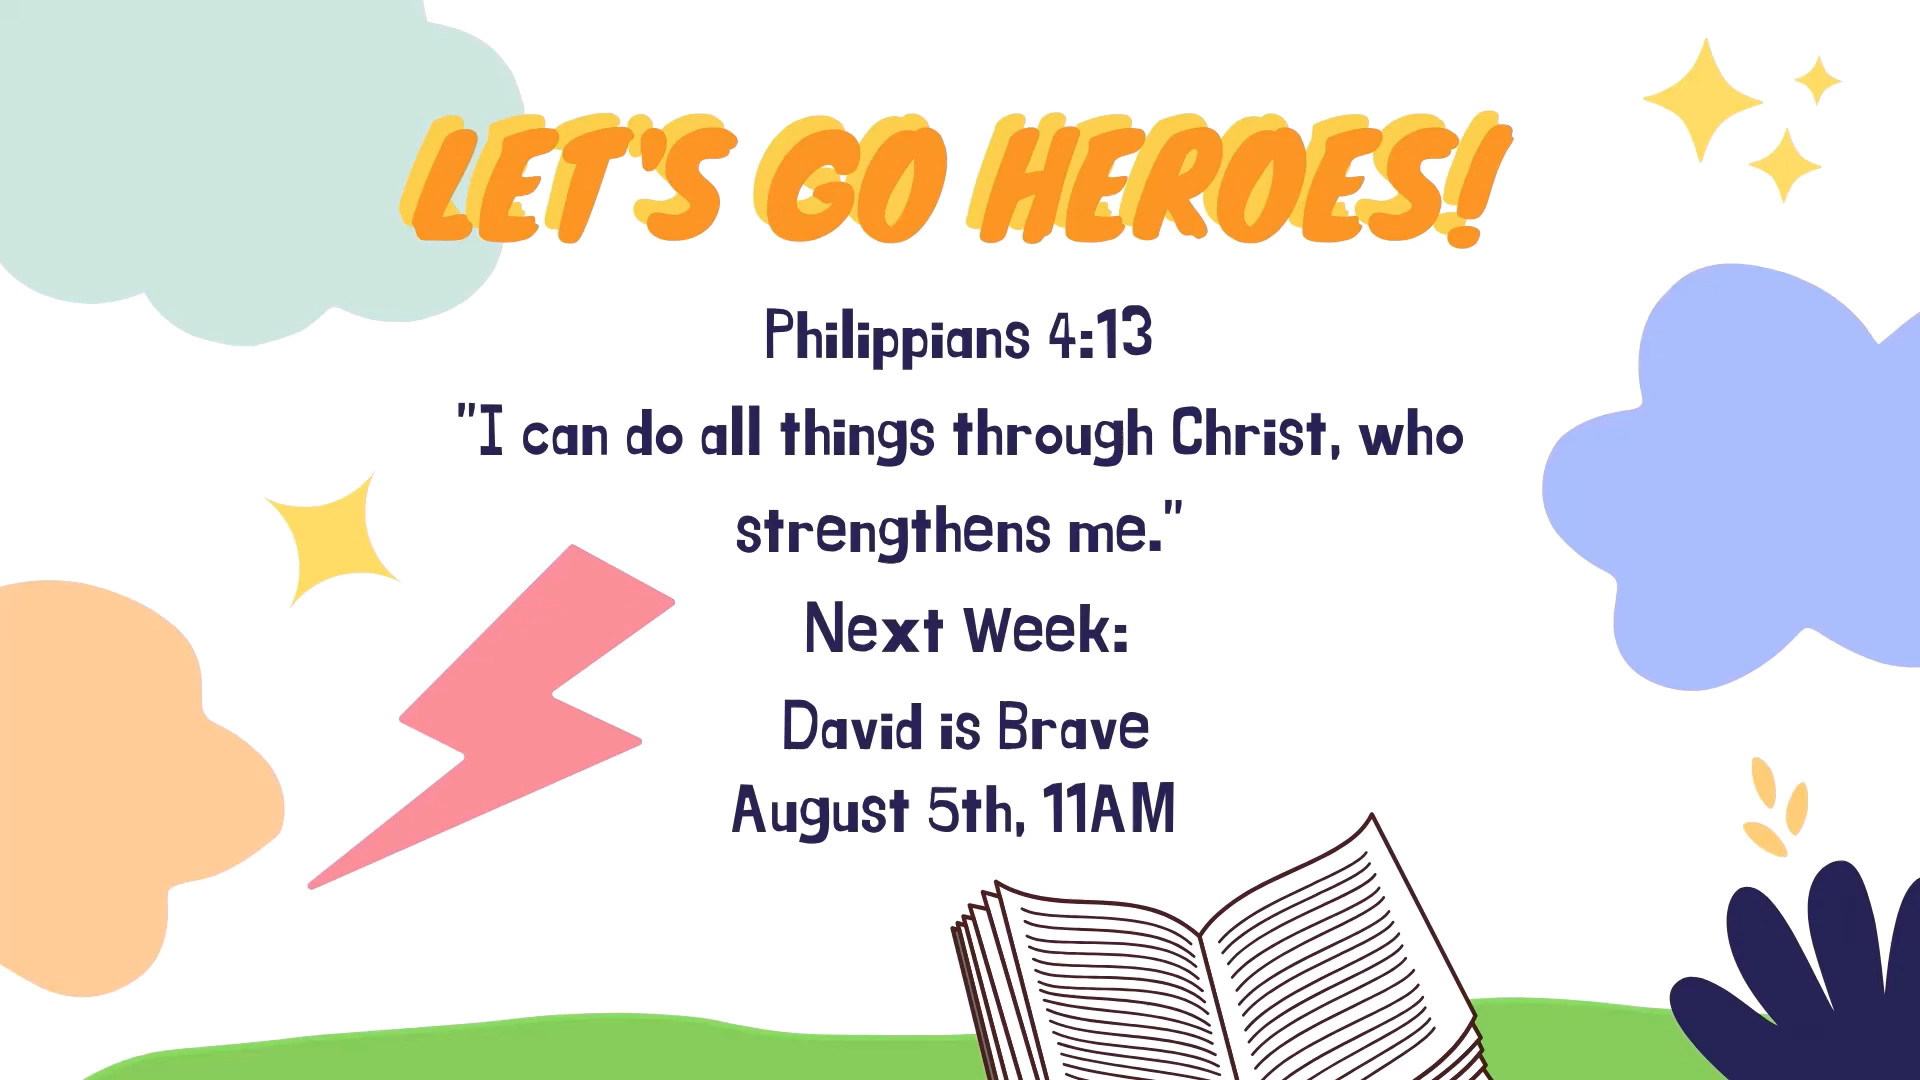 LET'S GO HEROES!
Philippians 4:13
"I can do all things through Christ, who
strengthens me."
Next Week:
David is Brave
August 5th, 11AM